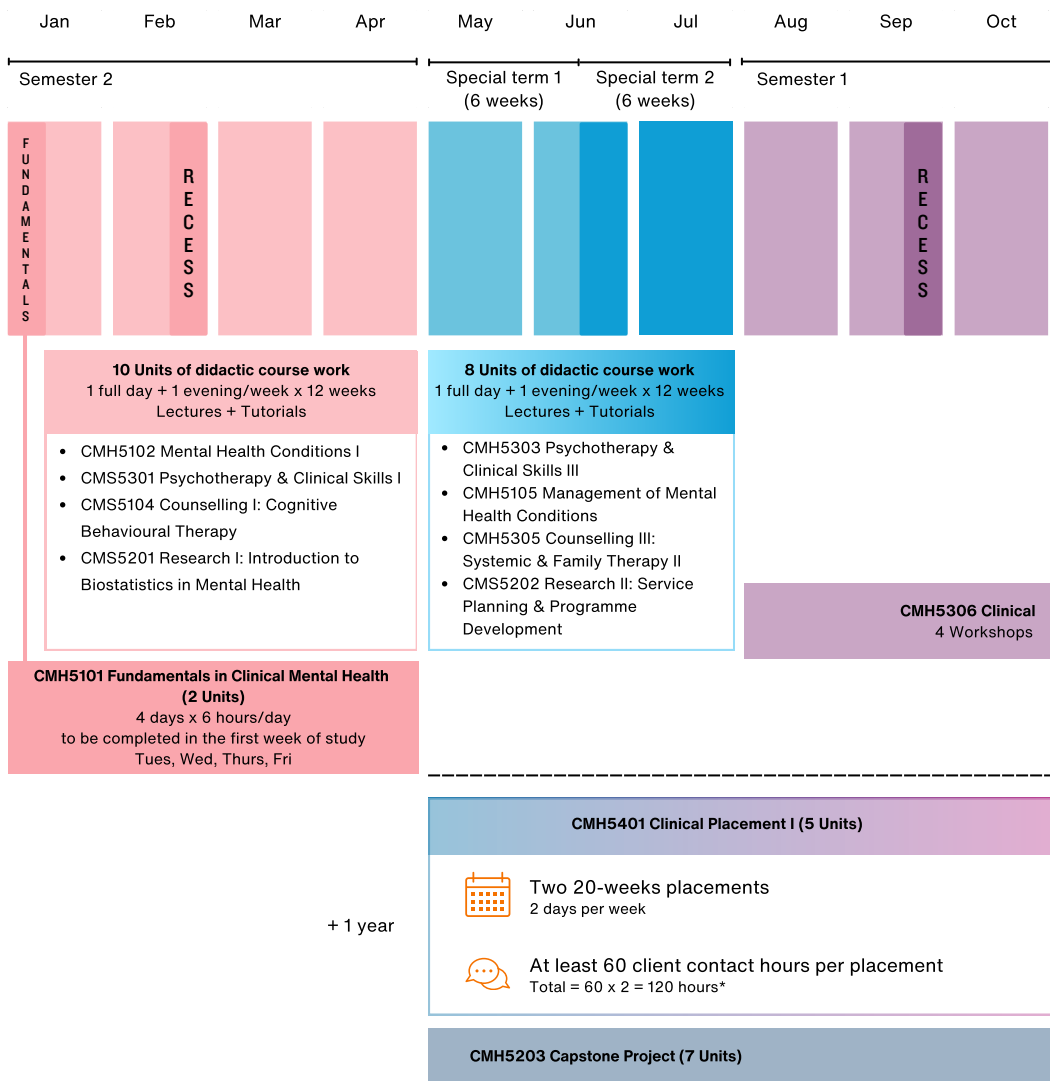 Jan Feb Mar Apr May Jun Jul Aug Sep Oct
Semester 2
Special term 1
(6 weeks)
Special term 2
(6 weeks)
Semester 1
FUNDAMENTALS
RECESS
RECESS
10 Units of didactic course work
1 full day + 1 evening/week x 12 weeks
Lectures + Tutorials
• CMH5102 Mental Health Conditions I
• CMS5301 Psychotherapy & Clinical Skills I
• CMS5104 Counselling I: Cognitive
Behavioural Therapy
• CMS5201 Research I: Introduction to
Biostatistics in Mental Health
8 Units of didactic course work
1 full day + 1 evening/week x 12 weeks
Lectures + Tutorials
• CMH5303 Psychotherapy &
Clinical Skills III
• CMH5105 Management of Mental
Health Conditions
• CMH5305 Counselling III:
Systemic & Family Therapy II
• CMS5202 Research II: Service
Planning & Programme
Development
CMH5306 Clinical
4 Workshops
CMH5101 Fundamentals in Clinical Mental Health
(2 Units)
4 days x 6 hours/day
to be completed in the first week of study
Tues, Wed, Thurs, Fri
CMH5401 Clinical Placement I (5 Units)
Two 20-weeks placements
2 days per week
+ 1 year
At least 60 client contact hours per placement
Total = 60 x 2 = 120 hours*
CMH5203 Capstone Project (7 Units)